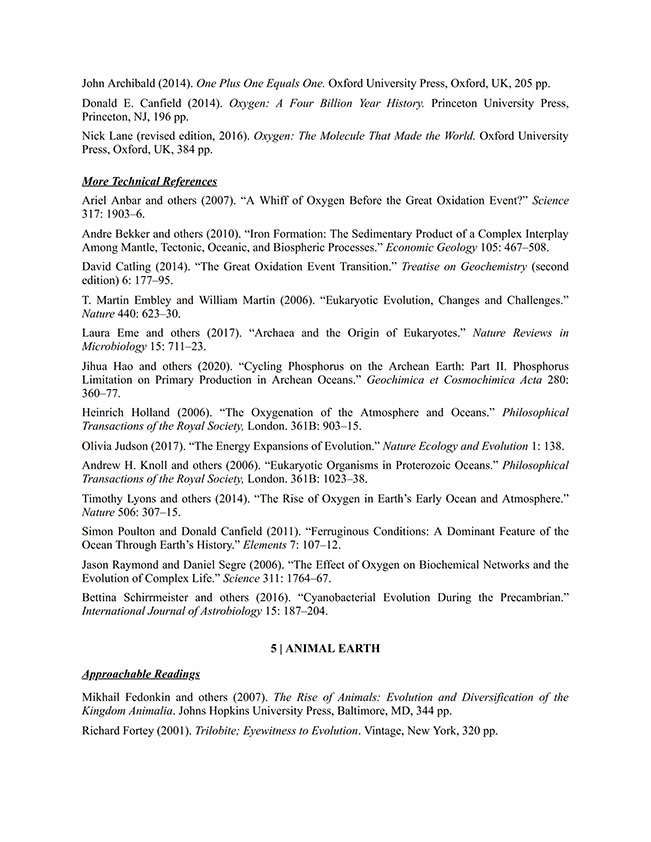 John Archibald (2014). One Plus One Equals One. Oxford University Press, Oxford, UK, 205 pp.
Donald E. Canfield (2014). Oxygen: A Four Billion Year History. Princeton University Press,
Princeton, NJ, 196 pp.
Nick Lane (revised edition, 2016). Oxygen: The Molecule That Made the World. Oxford University
Press, Oxford, UK, 384 pp.
More Technical References
Ariel Anbar and others (2007). “A Whiff of Oxygen Before the Great Oxidation Event?” Science
317: 1903–6.
Andre Bekker and others (2010). “Iron Formation: The Sedimentary Product of a Complex Interplay
Among Mantle, Tectonic, Oceanic, and Biospheric Processes.” Economic Geology 105: 467–508.
David Catling (2014). “The Great Oxidation Event Transition.” Treatise on Geochemistry (second
edition) 6: 177–95.
T. Martin Embley and William Martin (2006). “Eukaryotic Evolution, Changes and Challenges.”
Nature 440: 623–30.
Laura Eme and others (2017). “Archaea and the Origin of Eukaryotes.” Nature Reviews in
Microbiology 15: 711–23.
Jihua Hao and others (2020). “Cycling Phosphorus on the Archean Earth: Part II. Phosphorus
Limitation on Primary Production in Archean Oceans.” Geochimica et Cosmochimica Acta 280:
360–77.
Heinrich Holland (2006). “The Oxygenation of the Atmosphere and Oceans.” Philosophical
Transactions of the Royal Society, London. 361B: 903–15.
Olivia Judson (2017). “The Energy Expansions of Evolution.” Nature Ecology and Evolution 1: 138.
Andrew H. Knoll and others (2006). “Eukaryotic Organisms in Proterozoic Oceans.” Philosophical
Transactions of the Royal Society, London. 361B: 1023–38.
Timothy Lyons and others (2014). “The Rise of Oxygen in Earth’s Early Ocean and Atmosphere.”
Nature 506: 307–15.
Simon Poulton and Donald Canfield (2011). “Ferruginous Conditions: A Dominant Feature of the
Ocean Through Earth’s History.” Elements 7: 107–12.
Jason Raymond and Daniel Segre (2006). “The Effect of Oxygen on Biochemical Networks and the
Evolution of Complex Life.” Science 311: 1764–67.
Bettina Schirrmeister and others (2016). “Cyanobacterial Evolution During the Precambrian.”
International Journal of Astrobiology 15: 187–204.
5 | ANIMAL EARTH
Approachable Readings
Mikhail Fedonkin and others (2007). The Rise of Animals: Evolution and Diversification of the
Kingdom Animalia. Johns Hopkins University Press, Baltimore, MD, 344 pp.
Richard Fortey (2001). Trilobite; Eyewitness to Evolution. Vintage, New York, 320 pp.